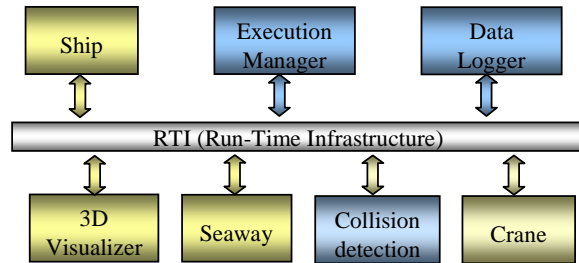 Ship
Execution
Manager
Data
Logger
RTI (Run-Time Infrastructure)
3D
Visualizer
Seaway
Collision
detection
Crane